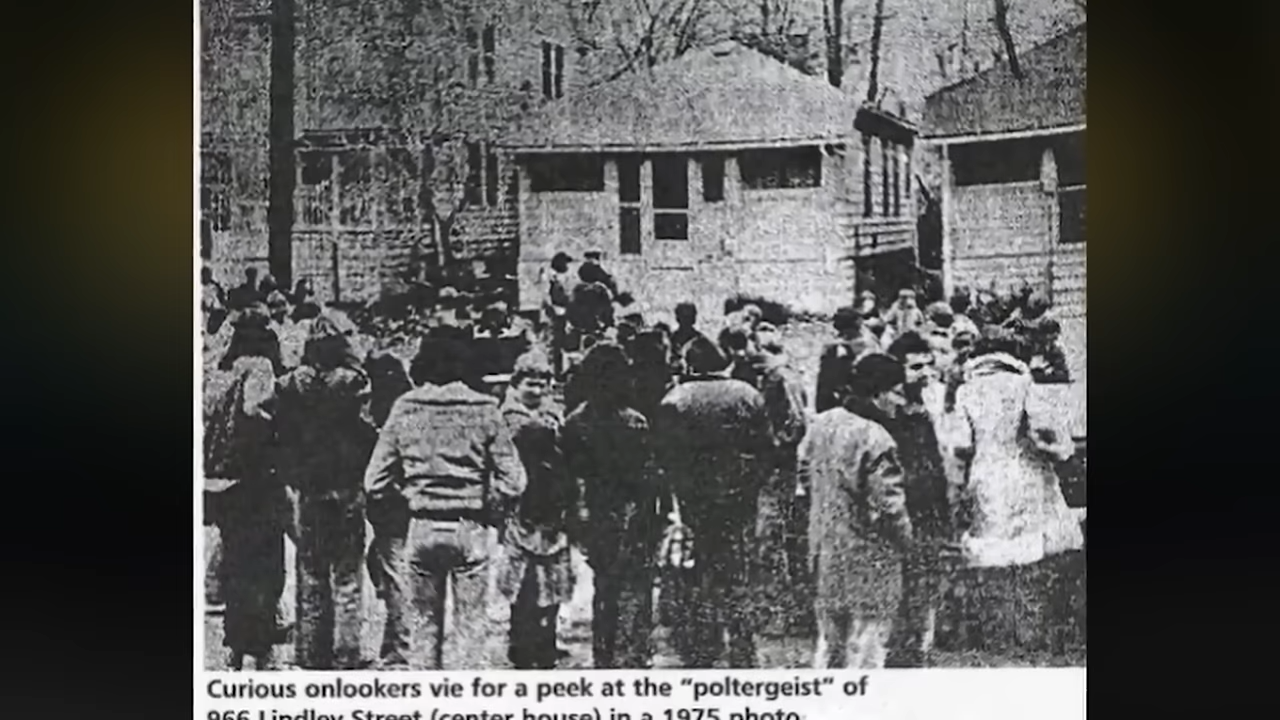 Curious onlookers vie for a peek at the "poltergeist" of
966 Lindley Street (center house) in a 1975 photo.